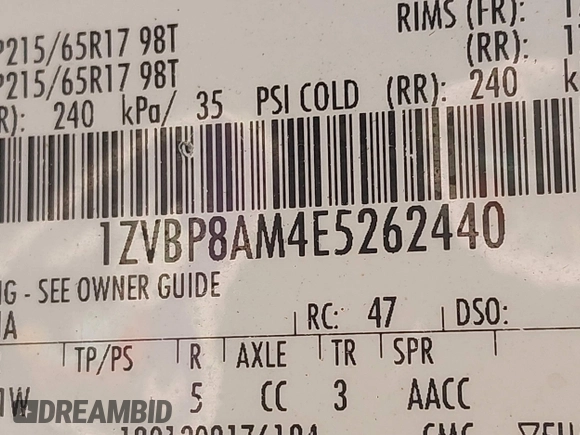 RIMS (FR):
P215/65R17 98T
(RR):
P215/65R17 98T
240 kPa/ 35 PSI COLD (RR): 240
1ZVBP8AM4E5262440
- SEE OWNER GUIDE
RC: 47 DSO:
TP/PS R AXLE TR SPR
5 CC 3 AACC
DREAMBID